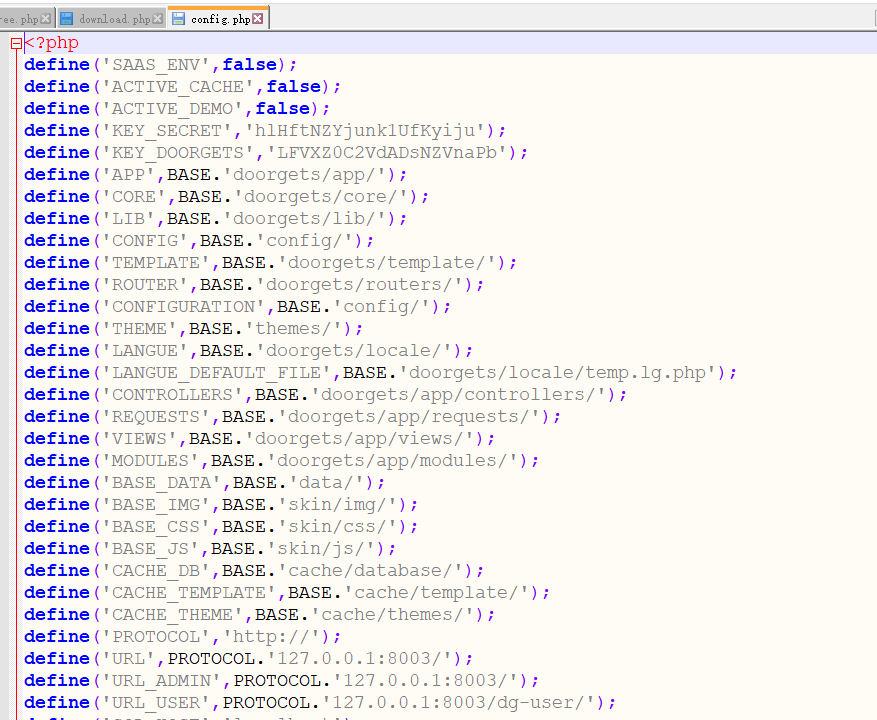 ree.php download.php config.php
<?php
define('SAAS_ENV',false);
define('ACTIVE_CACHE',false);
define('ACTIVE_DEMO',false);
define('KEY_SECRET','hlHftNZYjunk1UfKyiju');
define('KEY_DOORGETS','LFVXZ0C2VdADsNZVnaPb');
define('APP',BASE.'doorgets/app/');
define('CORE',BASE.'doorgets/core/');
define('LIB',BASE.'doorgets/lib/');
define('CONFIG',BASE.'config/');
define('TEMPLATE',BASE.'doorgets/template/');
define('ROUTER',BASE.'doorgets/routers/');
define('CONFIGURATION',BASE.'config/');
define('THEME',BASE.'themes/');
define('LANGUE',BASE.'doorgets/locale/');
define('LANGUE_DEFAULT_FILE',BASE.'doorgets/locale/temp.lg.php');
define('CONTROLLERS',BASE.'doorgets/app/controllers/');
define('REQUESTS',BASE.'doorgets/app/requests/');
define('VIEWS',BASE.'doorgets/app/views/');
define('MODULES',BASE.'doorgets/app/modules/');
define('BASE_DATA',BASE.'data/');
define('BASE_IMG',BASE.'skin/img/');
define('BASE_CSS',BASE.'skin/css/');
define('BASE_JS',BASE.'skin/js/');
define('CACHE_DB',BASE.'cache/database/');
define('CACHE_TEMPLATE',BASE.'cache/template/');
define('CACHE_THEME',BASE.'cache/themes/');
define('PROTOCOL','http://');
define('URL',PROTOCOL.'127.0.0.1:8003/');
define('URL_ADMIN',PROTOCOL.'127.0.0.1:8003/');
define('URL_USER',PROTOCOL.'127.0.0.1:8003/dg-user/');